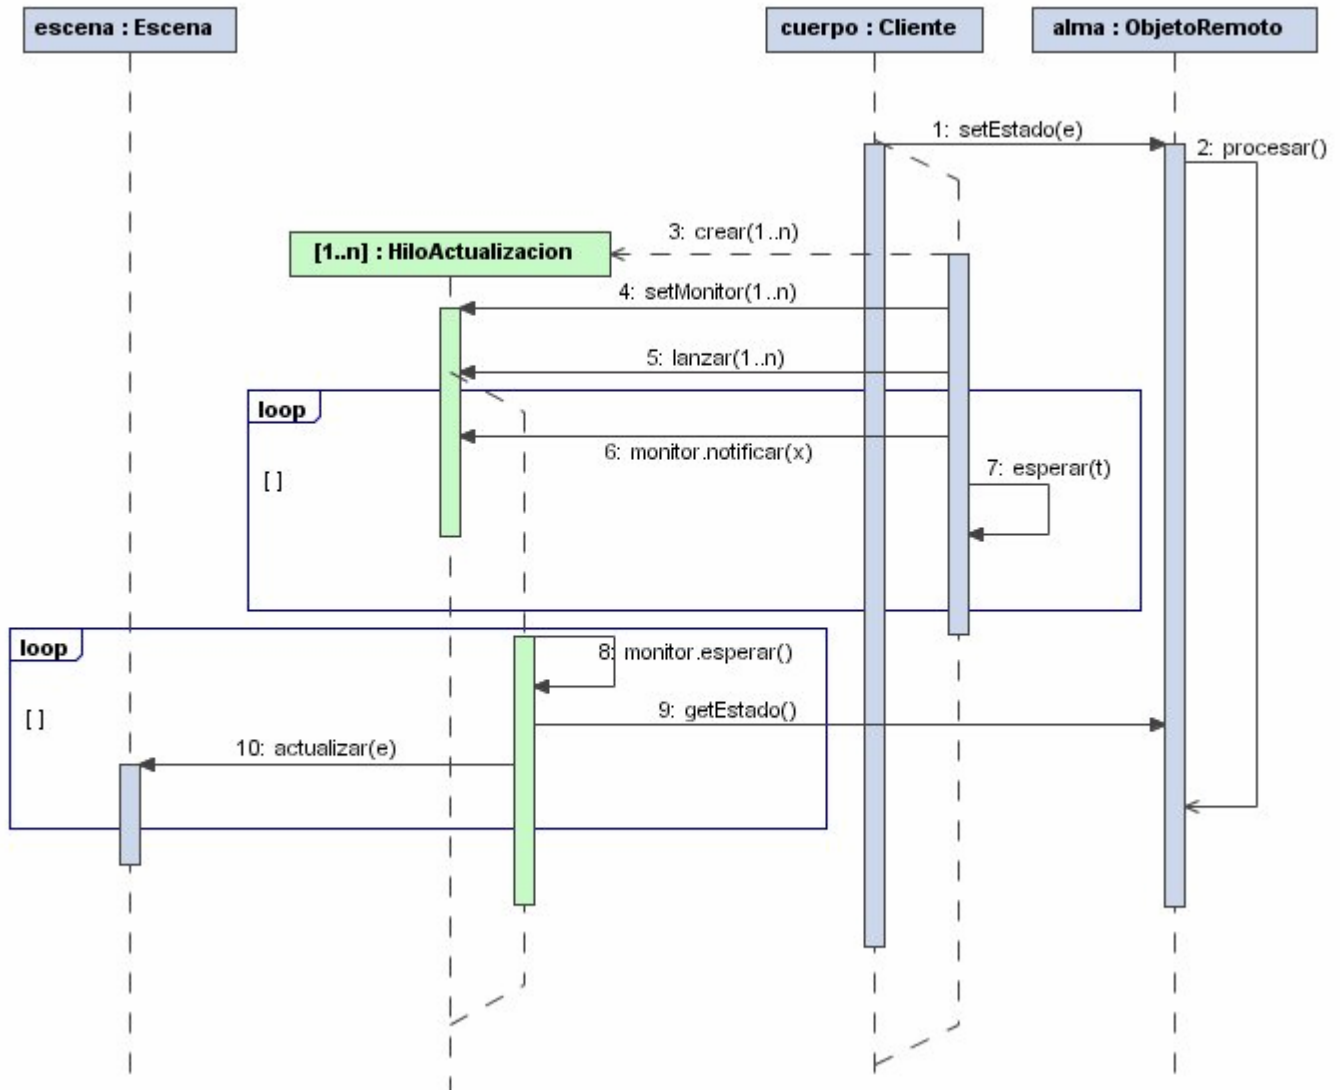 escena : Escena
cuerpo : Cliente
alma : ObjetoRemoto
1: setEstado(e)
2: procesar()
3: crear(1..n)
[1..n] : HiloActualizacion
4: setMonitor(1..n)
5: lanzar(1..n)
loop
6: monitor.notificar(x)
7: esperar(t)
[ ]
loop
8: monitor.esperar()
9: getEstado()
[ ]
10: actualizar(e)